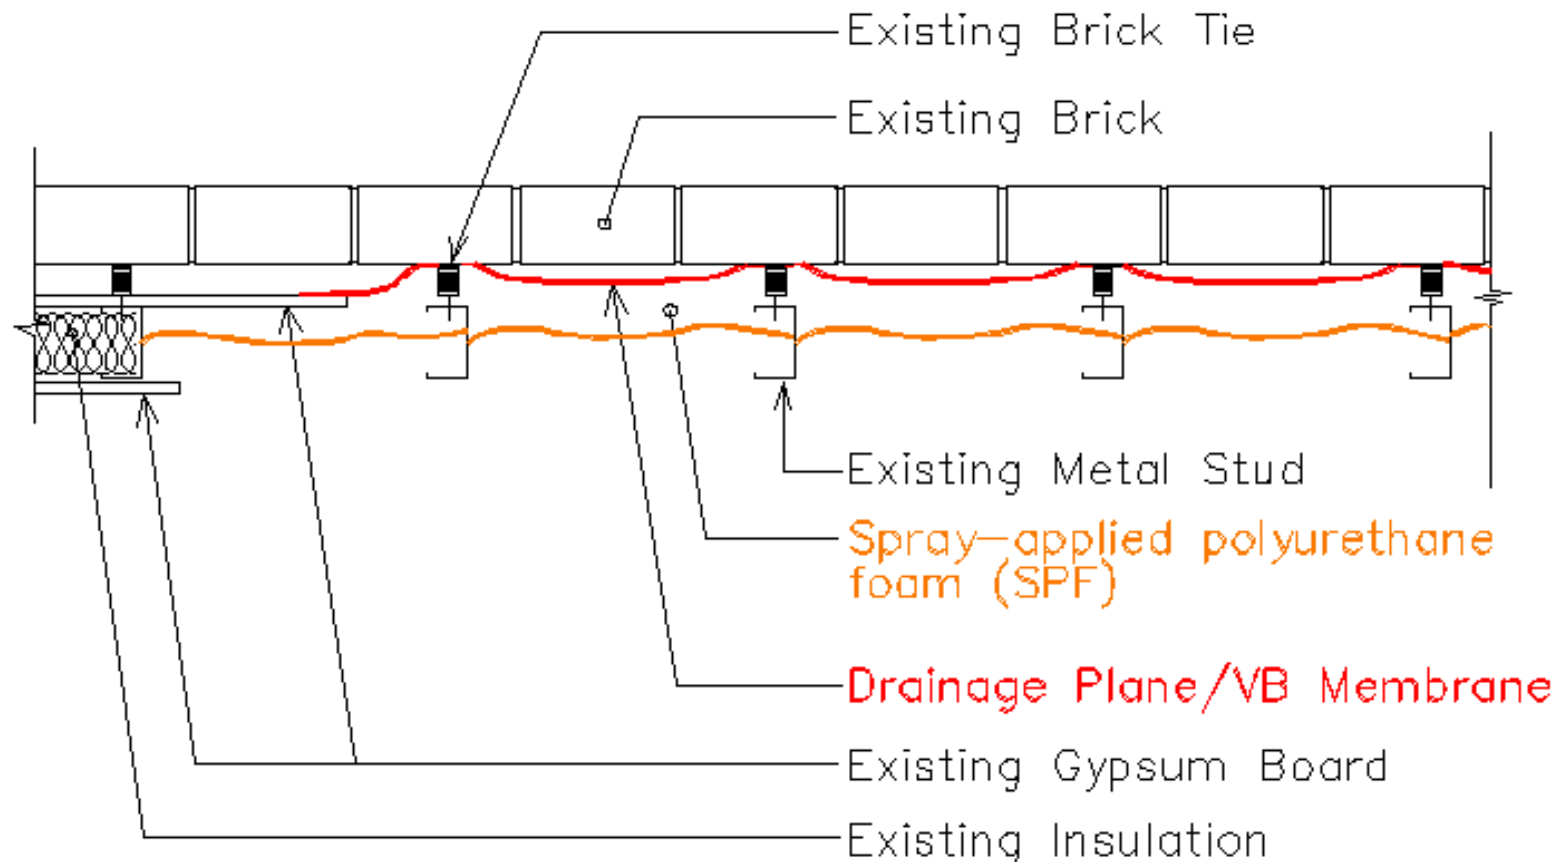 Existing Brick Tie
Existing Brick
Existing Metal Stud
Spray-applied polyurethane
foam (SPF)
Drainage Plane/VB Membrane
Existing Gypsum Board
Existing Insulation